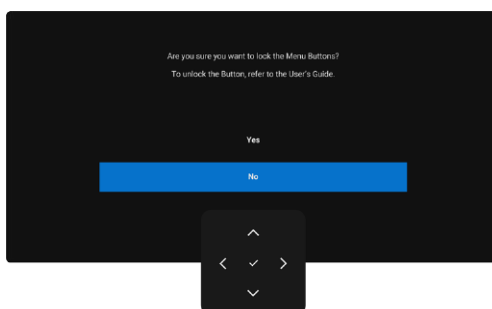 Are you sure you want to lock the Menu Buttons?
To unlock the Button, refer to the User's Guide.
Yes
No